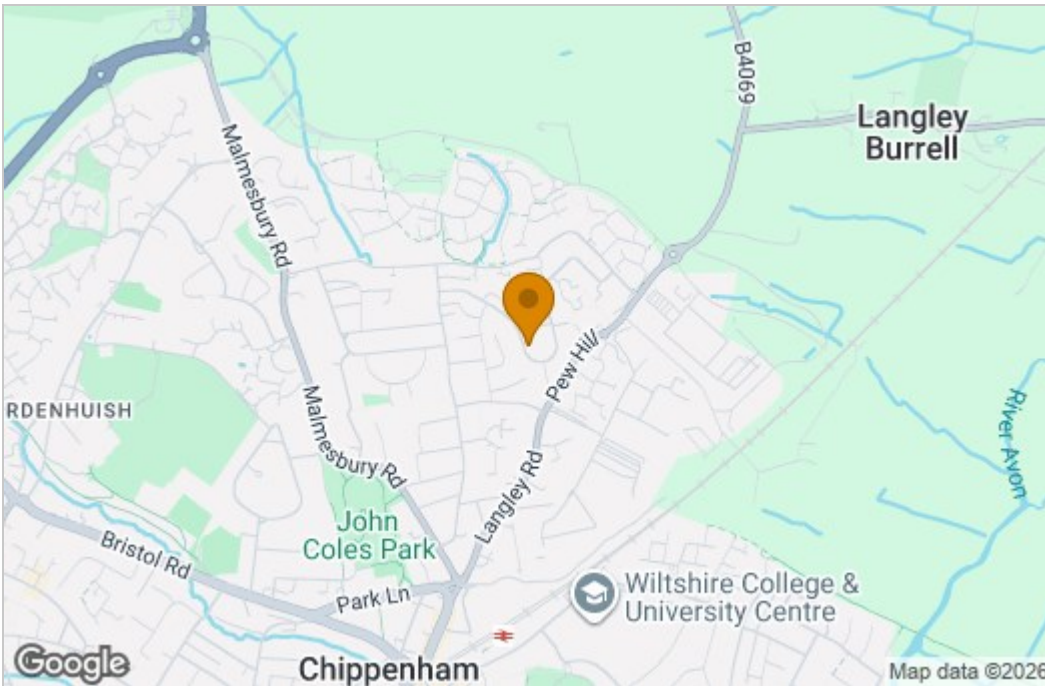 B4069
Langley
Burrell
Malmesbury Rd
Pew Hill
RDENHUISH
River Avon
Malmesbury Rd
Langley Rd
John
Coles Park
Bristol Rd
Park Ln
Wiltshire College &
University Centre
Chippenham
Google
Map data ©2026